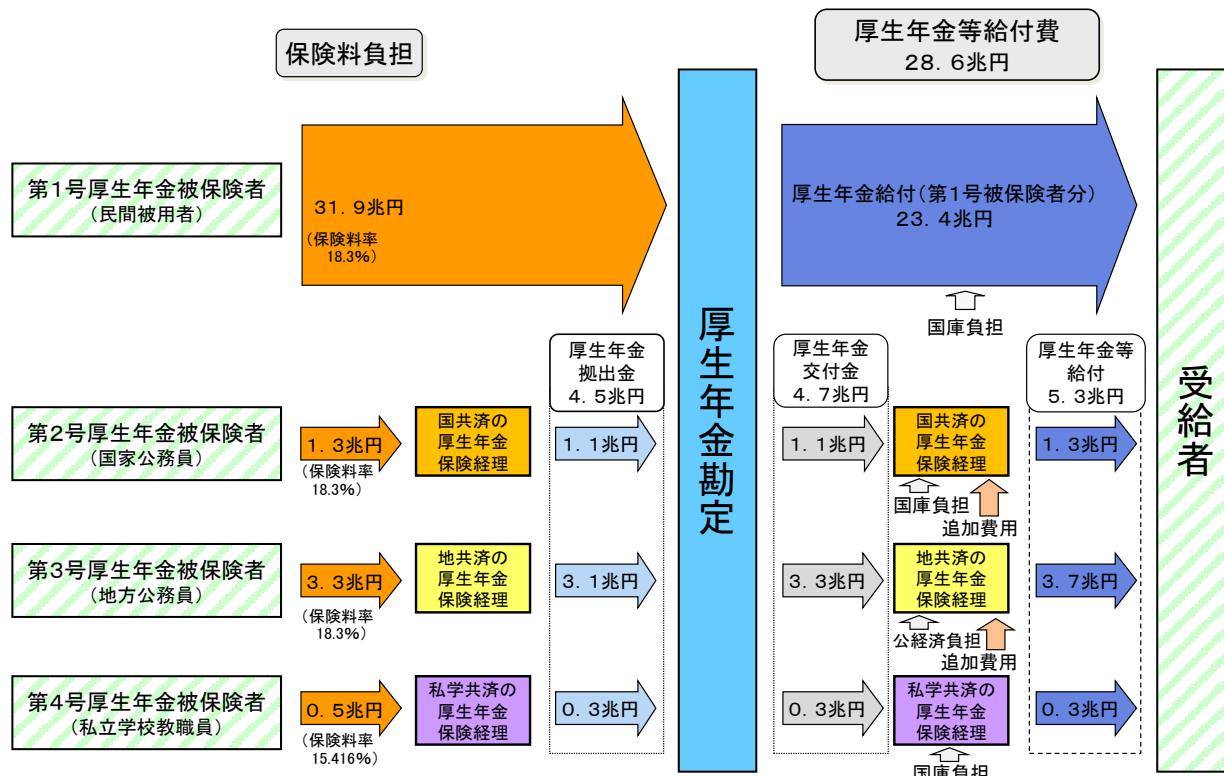 保険料負担
厚生年金等給付費
２８．６兆円
第１号厚生年金被保険者
（民間被用者）
３１．９兆円
（保険料率
18.3％）
厚生年金勘定
厚生年金給付（第１号被保険者分）
２３．４兆円
国庫負担
受給者
厚生年金
拠出金
４．５兆円
厚生年金
交付金
４．７兆円
厚生年金等
給付
５．３兆円
第２号厚生年金被保険者
（国家公務員）
１．３兆円
（保険料率
18.3％）
国共済の
厚生年金
保険経理
１．１兆円
１．１兆円
国共済の
厚生年金
保険経理
１．３兆円
国庫負担
追加費用
第３号厚生年金被保険者
（地方公務員）
３．３兆円
（保険料率
18.3％）
地共済の
厚生年金
保険経理
３．１兆円
３．３兆円
地共済の
厚生年金
保険経理
３．７兆円
公経済負担
追加費用
第４号厚生年金被保険者
（私立学校教職員）
０．５兆円
（保険料率
15.416％）
私学共済の
厚生年金
保険経理
０．３兆円
０．３兆円
私学共済の
厚生年金
保険経理
０．３兆円
国庫負担